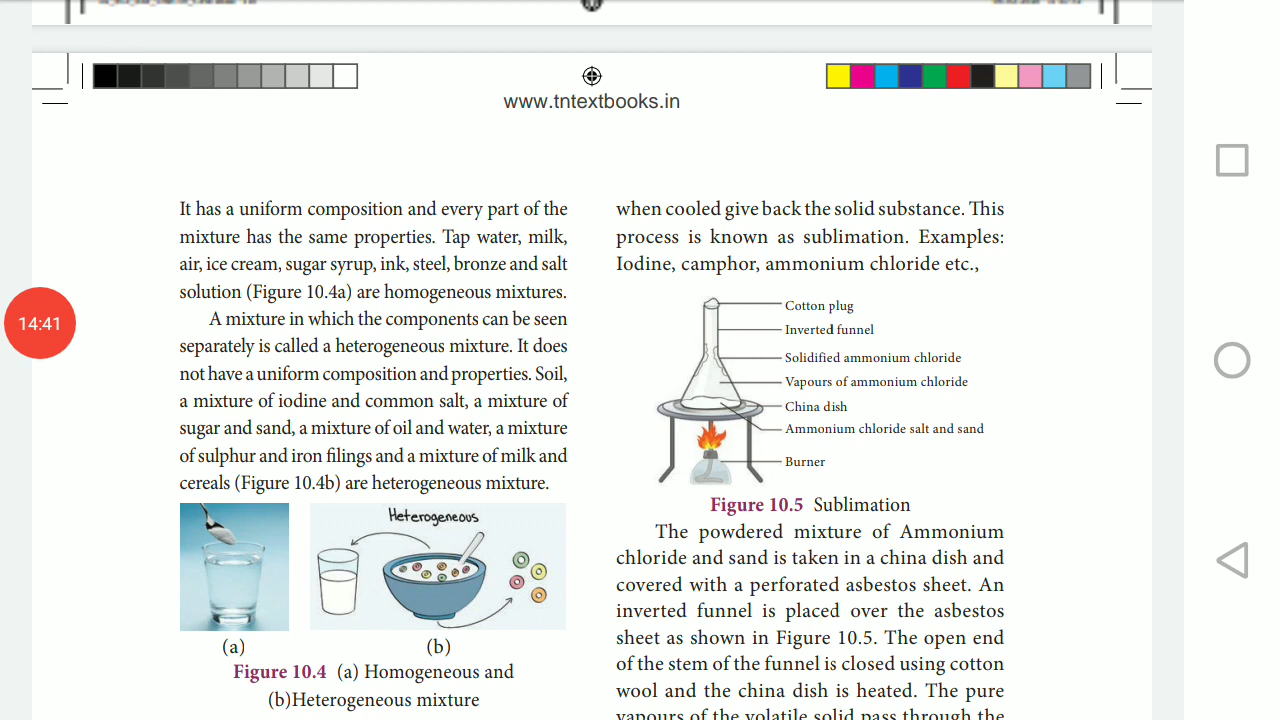 www.tntextbooks.in
It has a uniform composition and every part of the
mixture has the same properties. Tap water, milk,
air, ice cream, sugar syrup, ink, steel, bronze and salt
solution (Figure 10.4a) are homogeneous mixtures.
A mixture in which the components can be seen
separately is called a heterogeneous mixture. It does
not have a uniform composition and properties. Soil,
a mixture of iodine and common salt, a mixture of
sugar and sand, a mixture of oil and water, a mixture
of sulphur and iron filings and a mixture of milk and
cereals (Figure 10.4b) are heterogeneous mixture.
Heterogeneous
(a)
(b)
Figure 10.4 (a) Homogeneous and
(b)Heterogeneous mixture
when cooled give back the solid substance. This
process is known as sublimation. Examples:
Iodine, camphor, ammonium chloride etc.,
Cotton plug
Inverted funnel
Solidified ammonium chloride
Vapours of ammonium chloride
China dish
Ammonium chloride salt and sand
Burner
Figure 10.5 Sublimation
The powdered mixture of Ammonium
chloride and sand is taken in a china dish and
covered with a perforated asbestos sheet. An
inverted funnel is placed over the asbestos
sheet as shown in Figure 10.5. The open end
of the stem of the funnel is closed using cotton
wool and the china dish is heated. The pure
vapours of the volatile solid pass through the
14:41